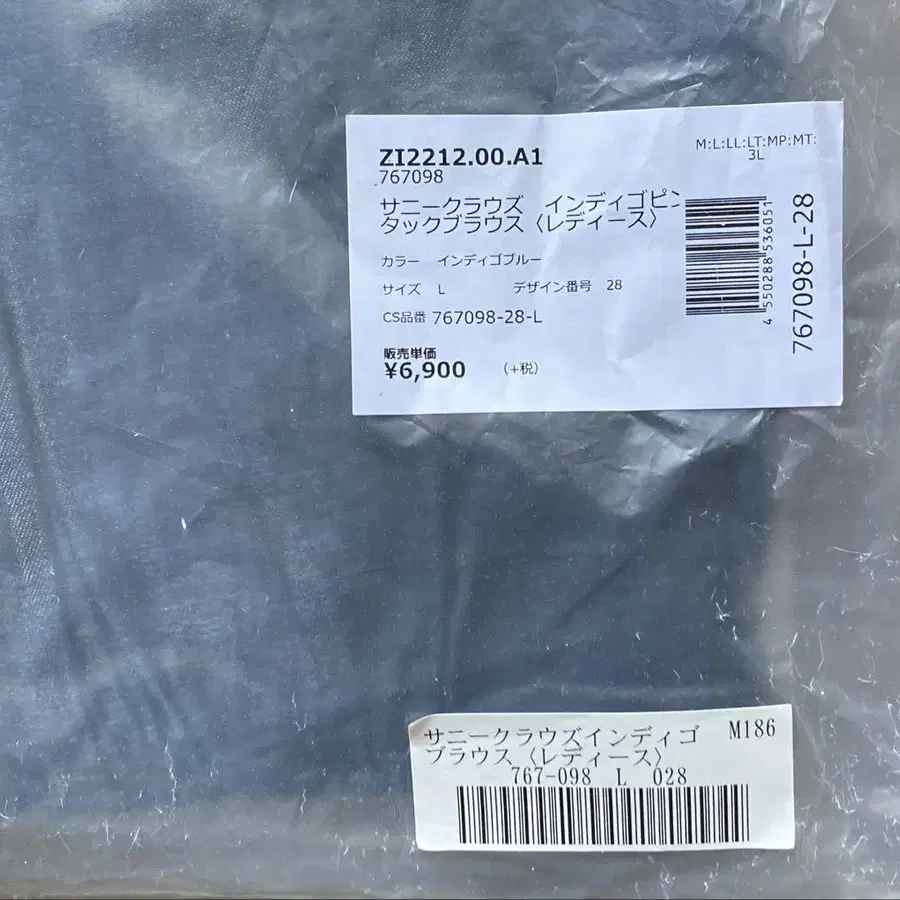 ZI2212.00.A1
767098
サニークラウズ　インディゴピン
タックブラウス〈レディース〉
カラー　インディゴブルー
サイズ　L　デザイン番号　28
CS品番 767098-28-L
販売単価
¥6,900　（+税）
M:L:LL:LT:MP:MT:
3L
4 550288 536051
767098-L-28
サニークラウズインディゴ　M186
ブラウス〈レディース〉
767-098　L　028